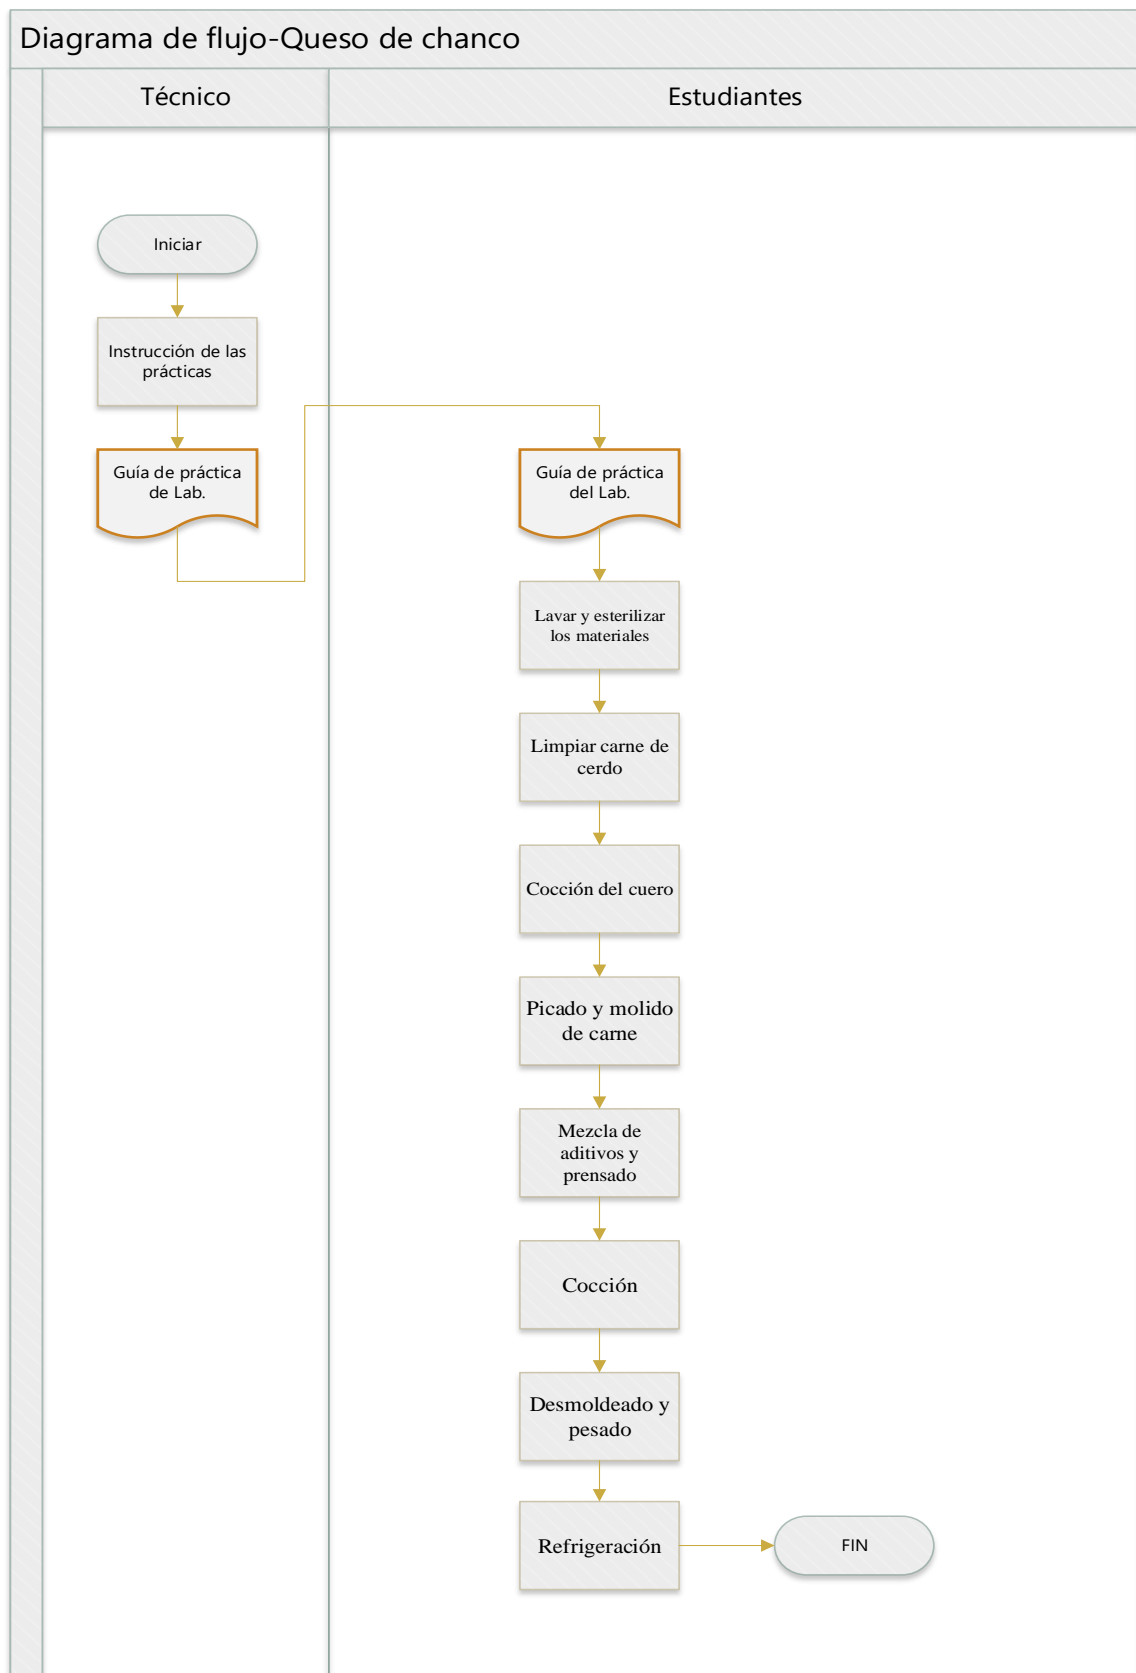 Diagrama de flujo-Queso de chanco
Técnico
Estudiantes
Iniciar
Instrucción de las
prácticas
Guía de práctica
de Lab.
Guía de práctica
del Lab.
Lavar y esterilizar
los materiales
Limpiar carne de
cerdo
Cocción del cuero
Picado y molido
de carne
Mezcla de
aditivos y
prensado
Cocción
Desmoldeado y
pesado
Refrigeración
FIN